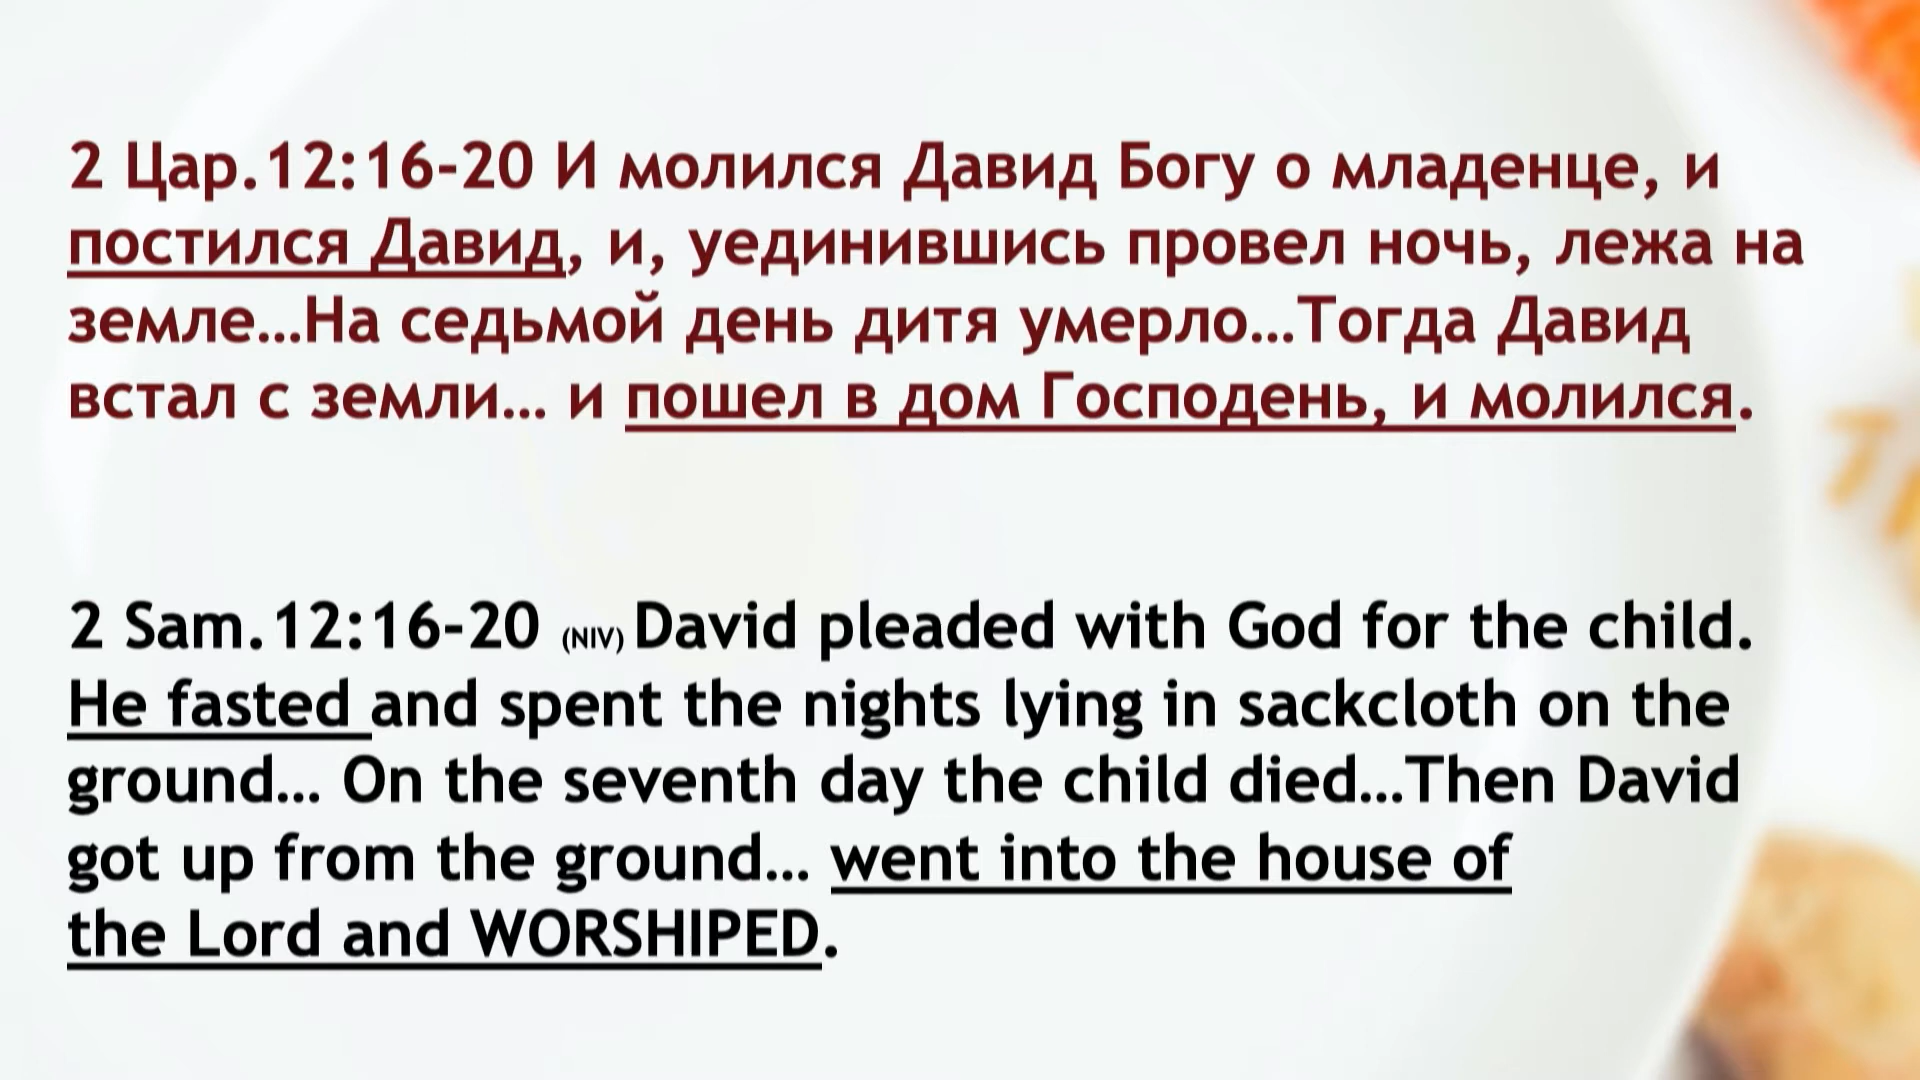 2 Цар.12:16-20 И молился Давид Богу о младенце, и
постился Давид, и, уединившись провел ночь, лежа на
земле…На седьмой день дитя умерло…Тогда Давид
встал с земли… и пошел в дом Господень, и молился.
2 Sam.12:16-20 (NIV) David pleaded with God for the child.
He fasted and spent the nights lying in sackcloth on the
ground… On the seventh day the child died…Then David
got up from the ground… went into the house of
the Lord and WORSHIPED.